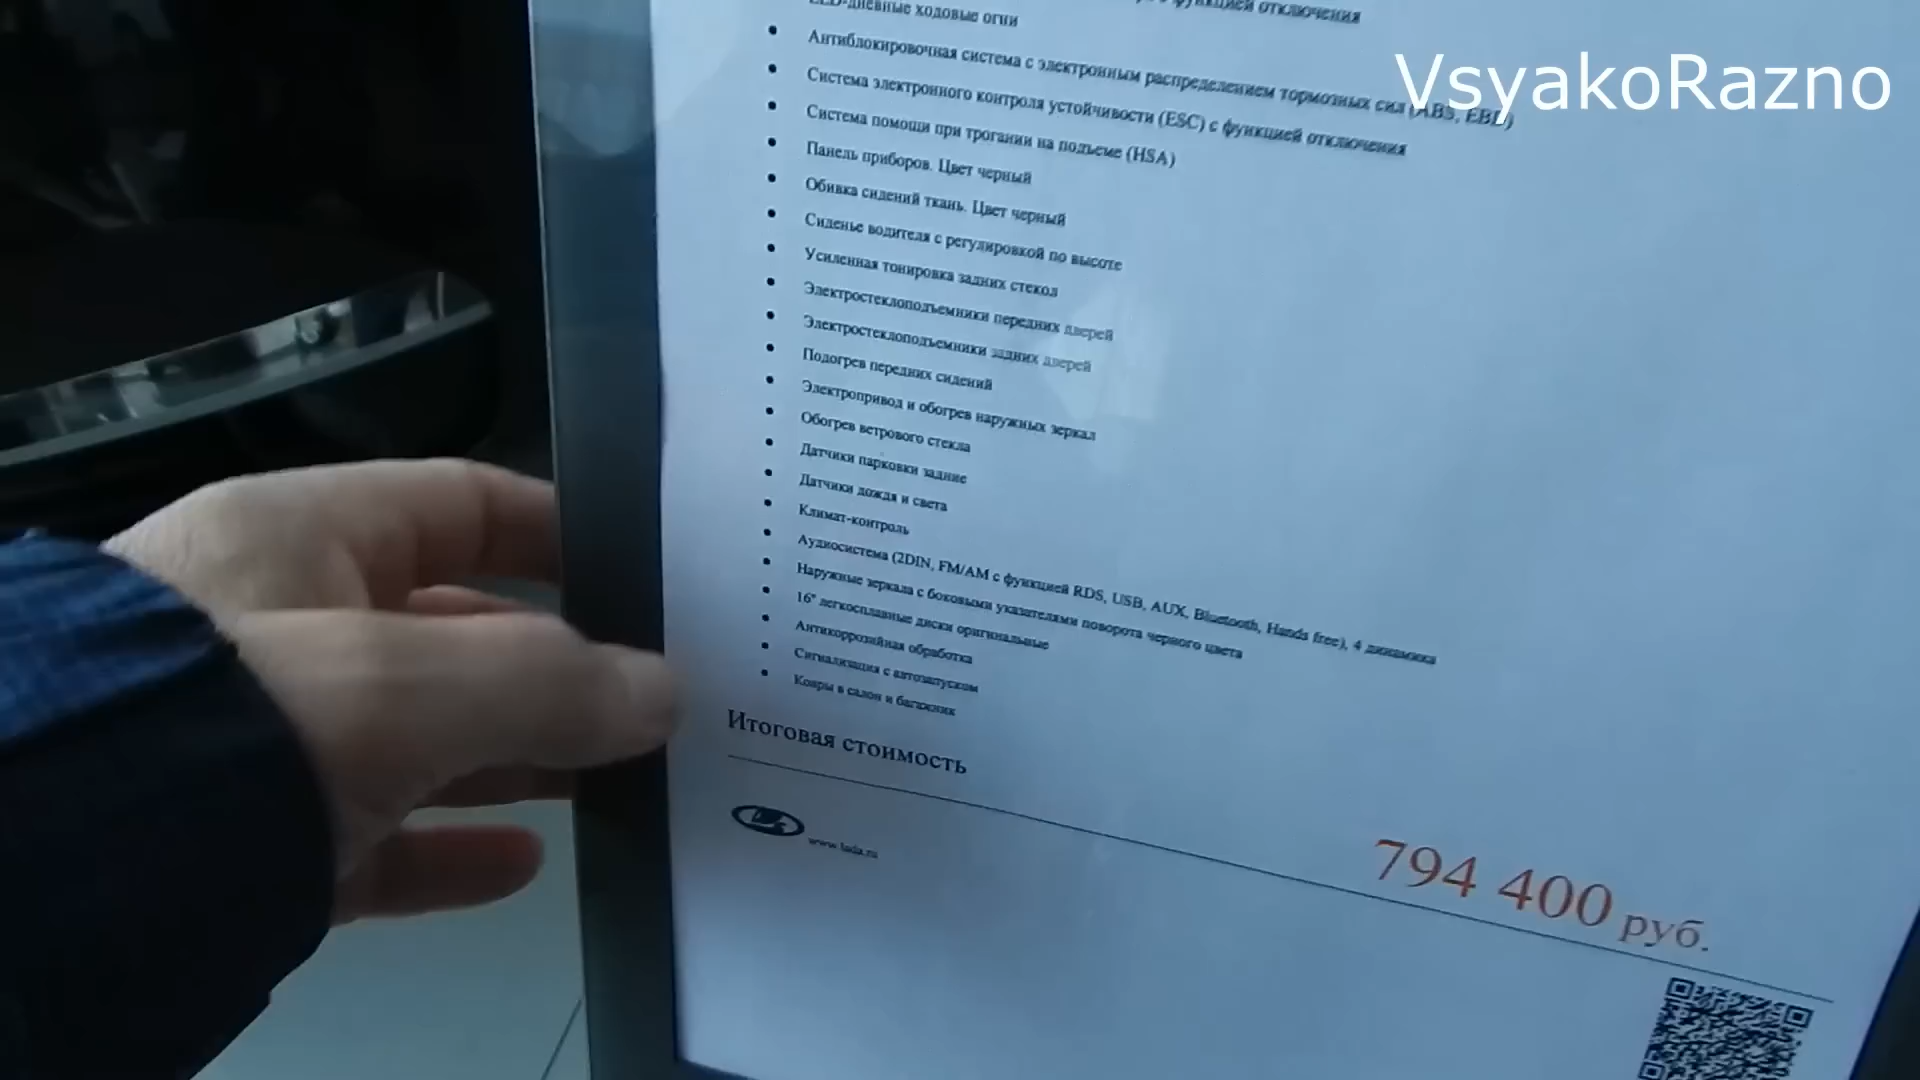 с функцией отключения
LED-дневные ходовые огни
VsyakoRazno
• Антиблокировочная система с электронным распределением тормозных сил (ABS, EBD)
• Система электронного контроля устойчивости (ESC) с функцией отключения
• Система помощи при трогании на подъеме (HSA)
• Панель приборов. Цвет черный
• Обивка сидений ткань. Цвет черный
• Сиденье водителя с регулировкой по высоте
• Усиленная тонировка задних стекол
• Электростеклоподъемники передних дверей
• Электростеклоподъемники задних дверей
• Подогрев передних сидений
• Электропривод и обогрев наружных зеркал
• Обогрев ветрового стекла
• Датчики парковки задние
• Датчики дождя и света
• Климат-контроль
• Аудиосистема (2DIN, FM/AM с функцией RDS, USB, AUX, Bluetooth, Hands free), 4 динамика
• Наружные зеркала с боковыми указателями поворота черного цвета
• 16" легкосплавные диски оригинальные
• Антикоррозийная обработка
• Сигнализация с автозапуском
• Ковры в салон и багажник
Итоговая стоимость
794 400 руб.
www.lada.ru